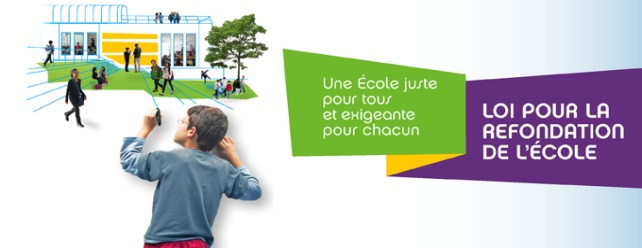 Une École juste
pour tous
et exigeante
pour chacun
LOI POUR LA
REFONDATION
DE L'ÉCOLE